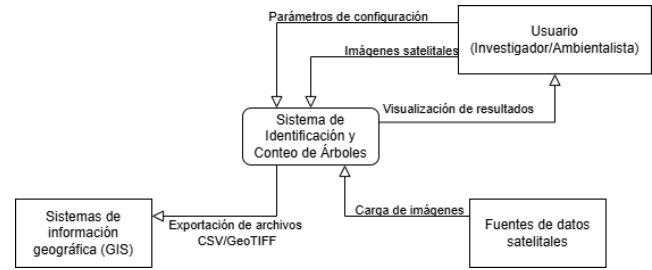 Parámetros de configuración
Usuario
(Investigador/Ambientalista)
Imágenes satelitales
Visualización de resultados
Sistema de
Identificación y
Conteo de Árboles
Sistemas de
información
geográfica (GIS)
Exportación de archivos
CSV/GeoTIFF
Carga de imágenes
Fuentes de datos
satelitales